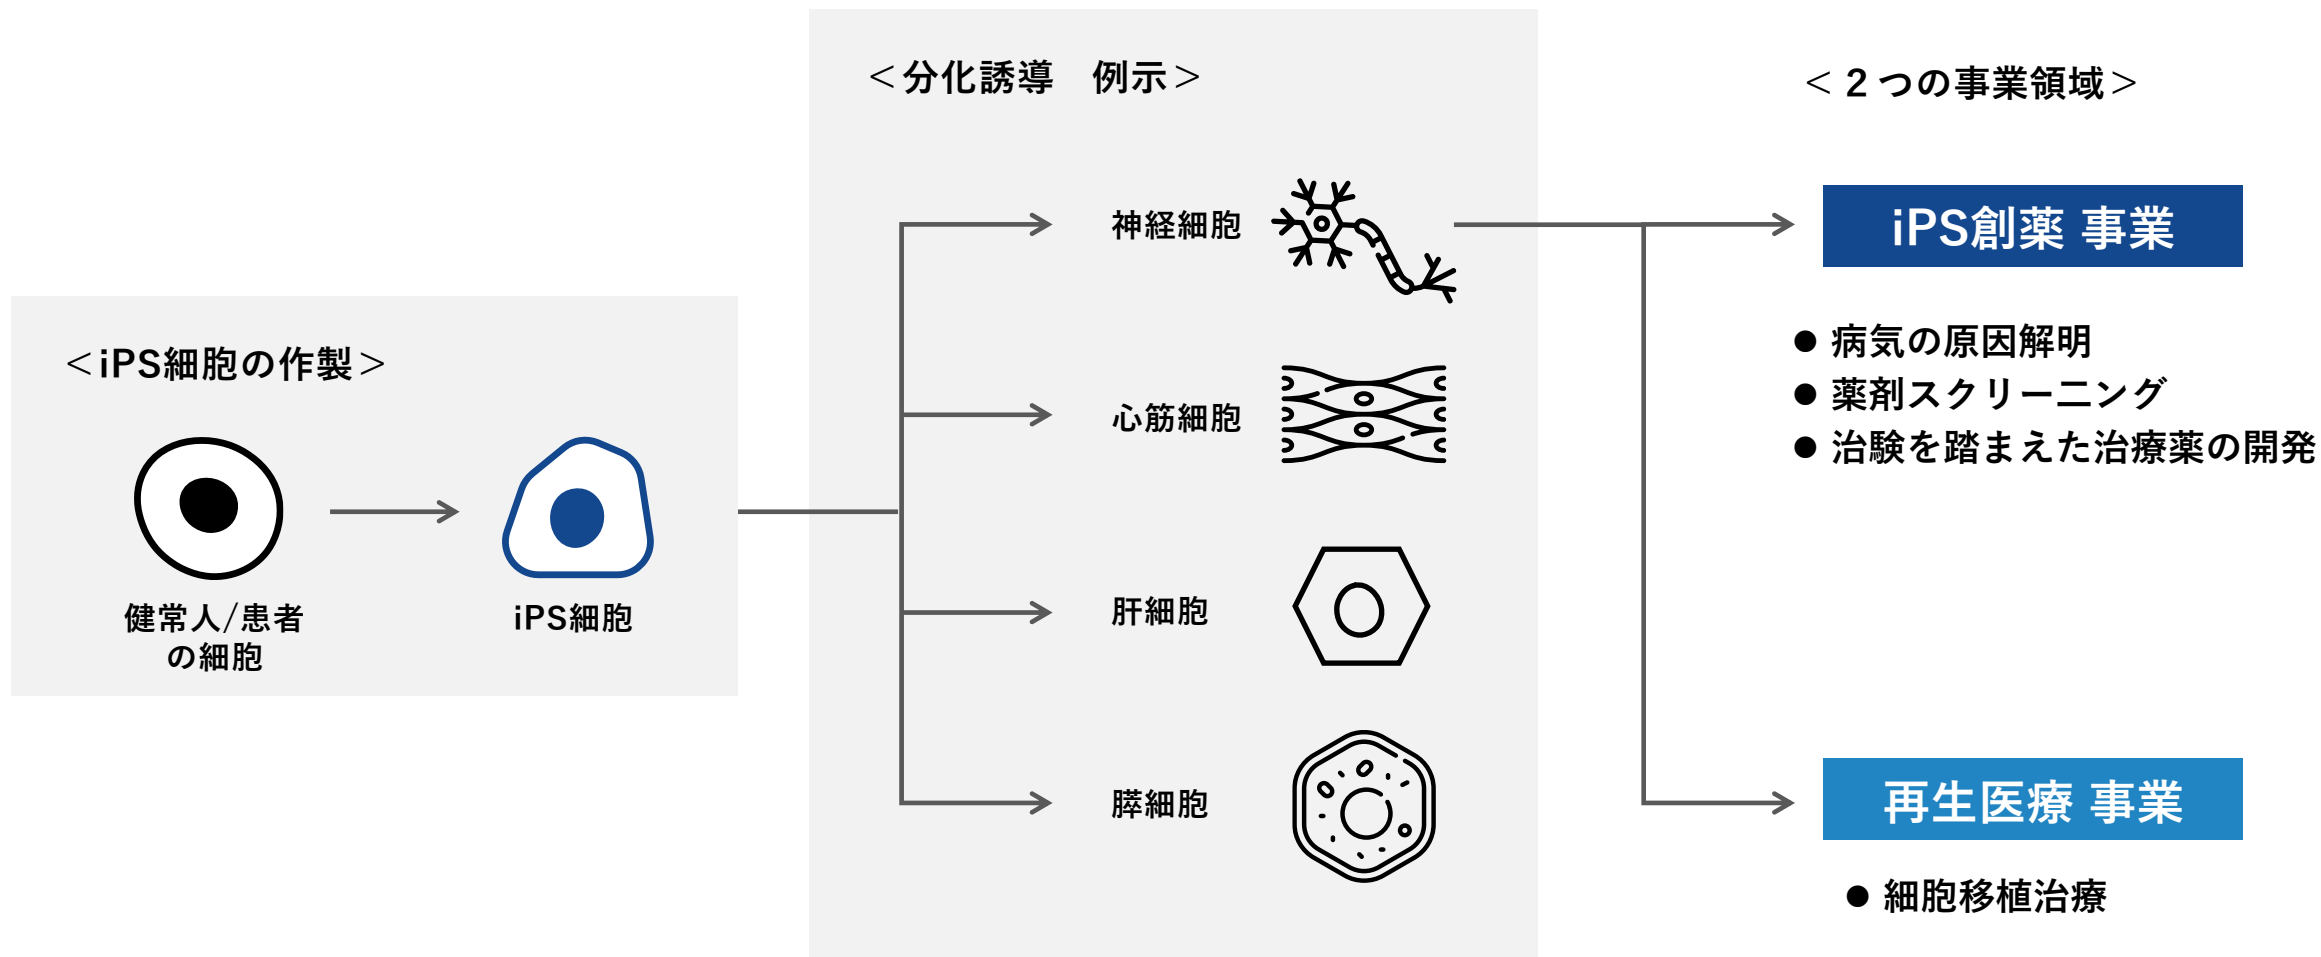 ＜iPS細胞の作製＞
健常人/患者
の細胞
iPS細胞
＜分化誘導　例示＞
神経細胞
心筋細胞
肝細胞
膵細胞
＜２つの事業領域＞
iPS創薬 事業
● 病気の原因解明
● 薬剤スクリーニング
● 治験を踏まえた治療薬の開発
再生医療 事業
● 細胞移植治療